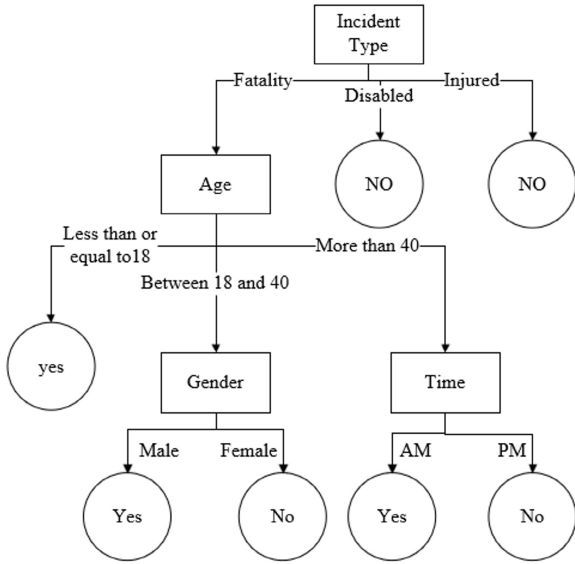 Incident
Type
Fatality
Disabled
Injured
Age
NO
NO
Less than or
equal to18
More than 40
Between 18 and 40
yes
Gender
Time
Male
Female
AM
PM
Yes
No
Yes
No